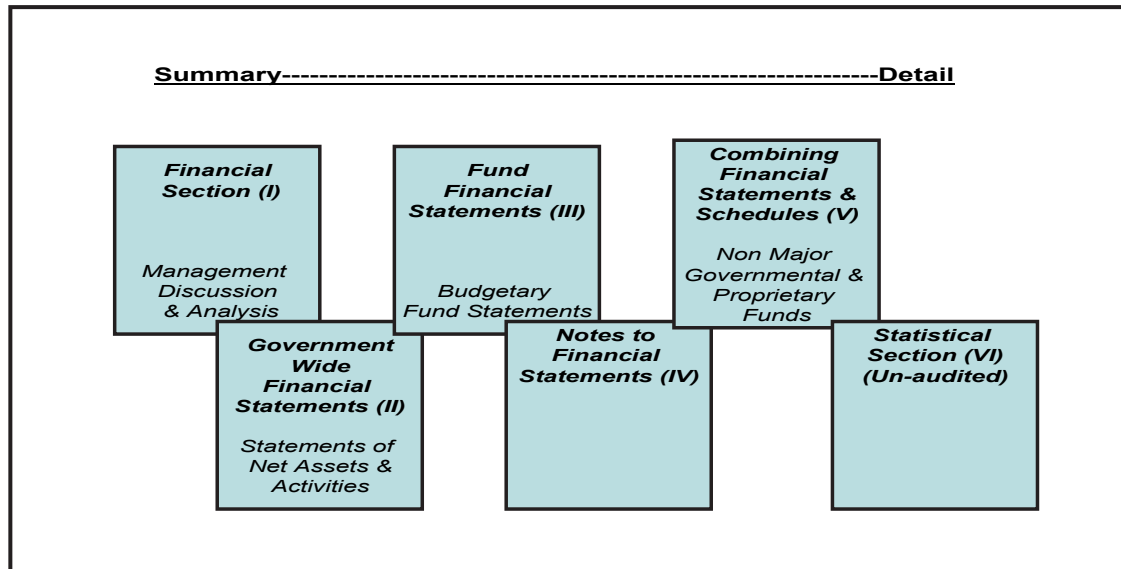 Summary----------------------------------------------------------------Detail
Financial
Section (I)
Management
Discussion
& Analysis
Government
Wide
Financial
Statements (II)
Statements of
Net Assets &
Activities
Fund
Financial
Statements (III)
Budgetary
Fund Statements
Notes to
Financial
Statements (IV)
Combining
Financial
Statements &
Schedules (V)
Non Major
Governmental &
Proprietary
Funds
Statistical
Section (VI)
(Un-audited)